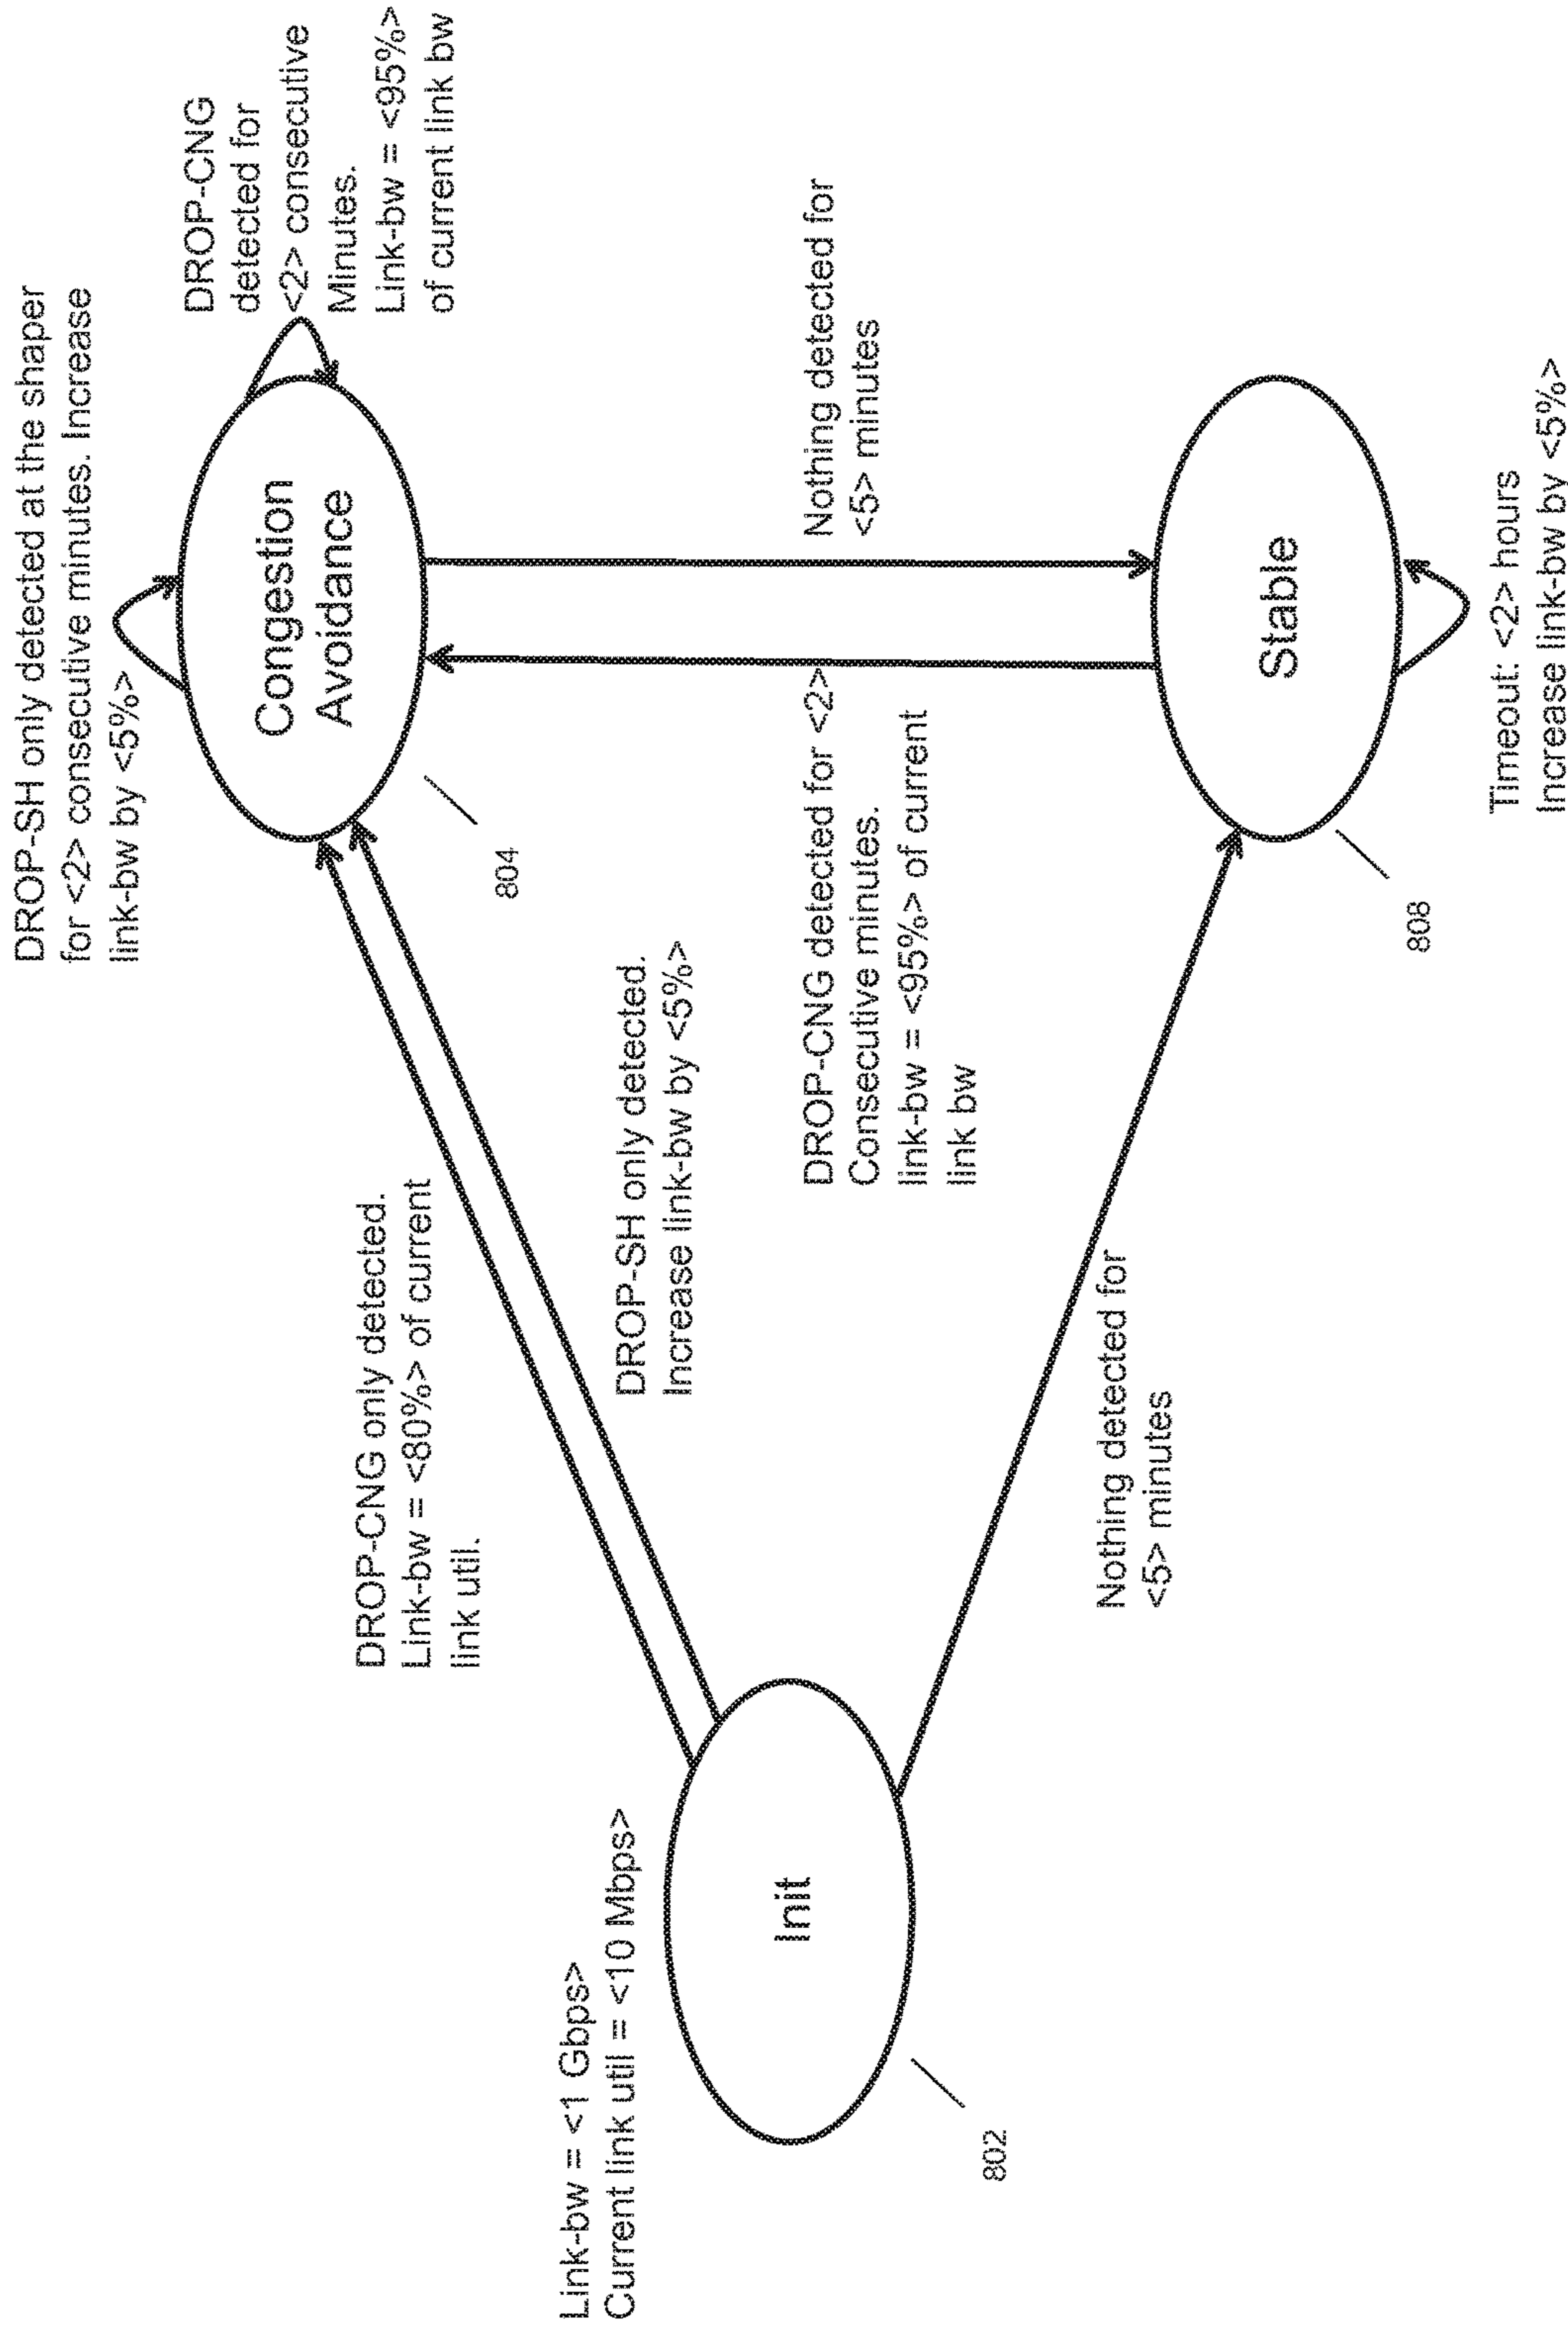 DROP-SH only detected at the shaper
for <2> consecutive minutes. Increase
link-bw by <5%>
DROP-CNG
detected for
<2> consecutive
Minutes.
Link-bw = <95%>
of current link bw
Congestion
Avoidance
804
DROP-CNG only detected.
Link-bw = <80%> of current
link util.
DROP-SH only detected.
Increase link-bw by <5%>
Link-bw = <1 Gbps>
Current link util = <10 Mbps>
Init
802
DROP-CNG detected for <2>
Consecutive minutes.
link-bw = <95%> of current
link bw
Nothing detected for
<5> minutes
Nothing detected for
<5> minutes
Stable
808
Timeout: <2> hours
Increase link-bw by <5%>